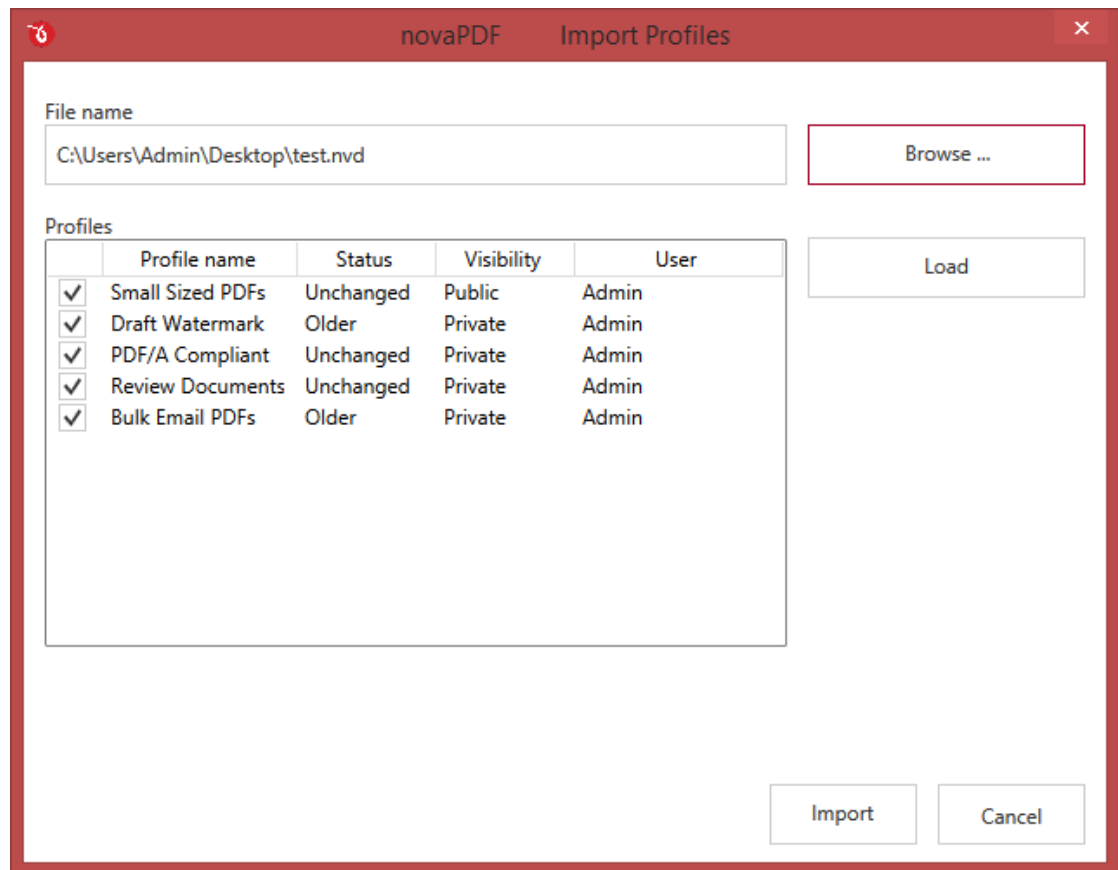 novaPDF Import Profiles
File name
C:\Users\Admin\Desktop\test.nvd
Browse ...
Profiles
Load
Profile name Status Visibility User
Small Sized PDFs Unchanged Public Admin
Draft Watermark Older Private Admin
PDF/A Compliant Unchanged Private Admin
Review Documents Unchanged Private Admin
Bulk Email PDFs Older Private Admin
Import
Cancel